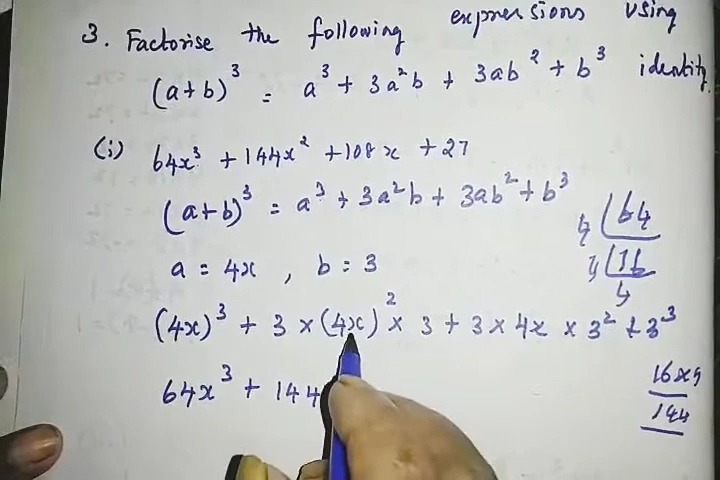 3. Factorise the following expressions using identity
(a+b)³ = a³ + 3a²b + 3ab² + b³
(i) 64x³ + 144x² + 108x + 27
(a+b)³ = a³ + 3a²b + 3ab² + b³
4 64
a = 4x , b = 3
4 16
4
(4x)³ + 3 × (4x)² × 3 + 3 × 4x × 3² + 3³
64x³ + 144
16×9
144